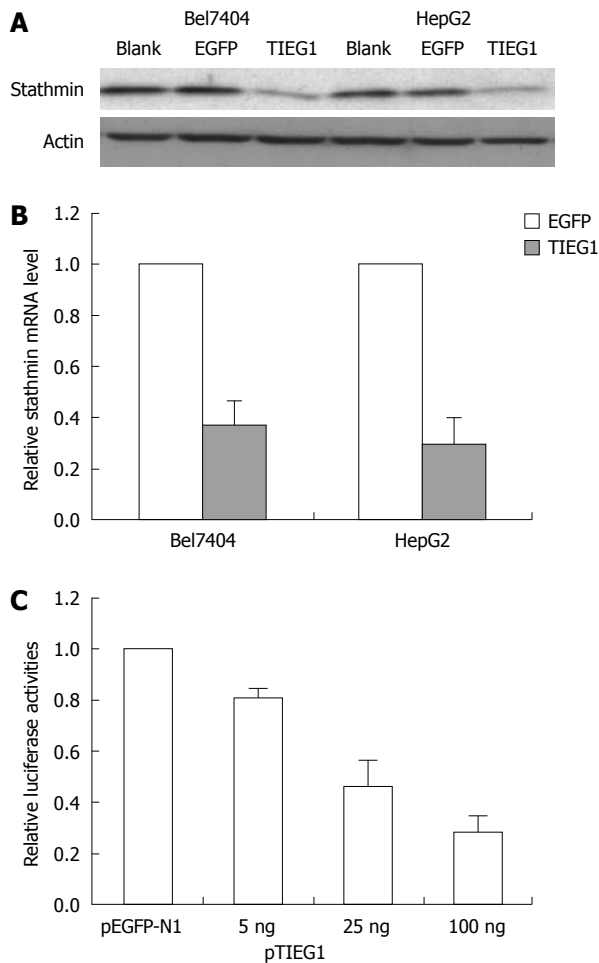 A
Bel7404 HepG2
Blank EGFP TIEG1 Blank EGFP TIEG1
Stathmin
Actin
B
Relative stathmin mRNA level
1.2
1.0
0.8
0.6
0.4
0.2
0.0
EGFP
TIEG1
Bel7404 HepG2
C
Relative luciferase activities
1.2
1.0
0.8
0.6
0.4
0.2
0.0
pEGFP-N1 5 ng 25 ng 100 ng
pTIEG1